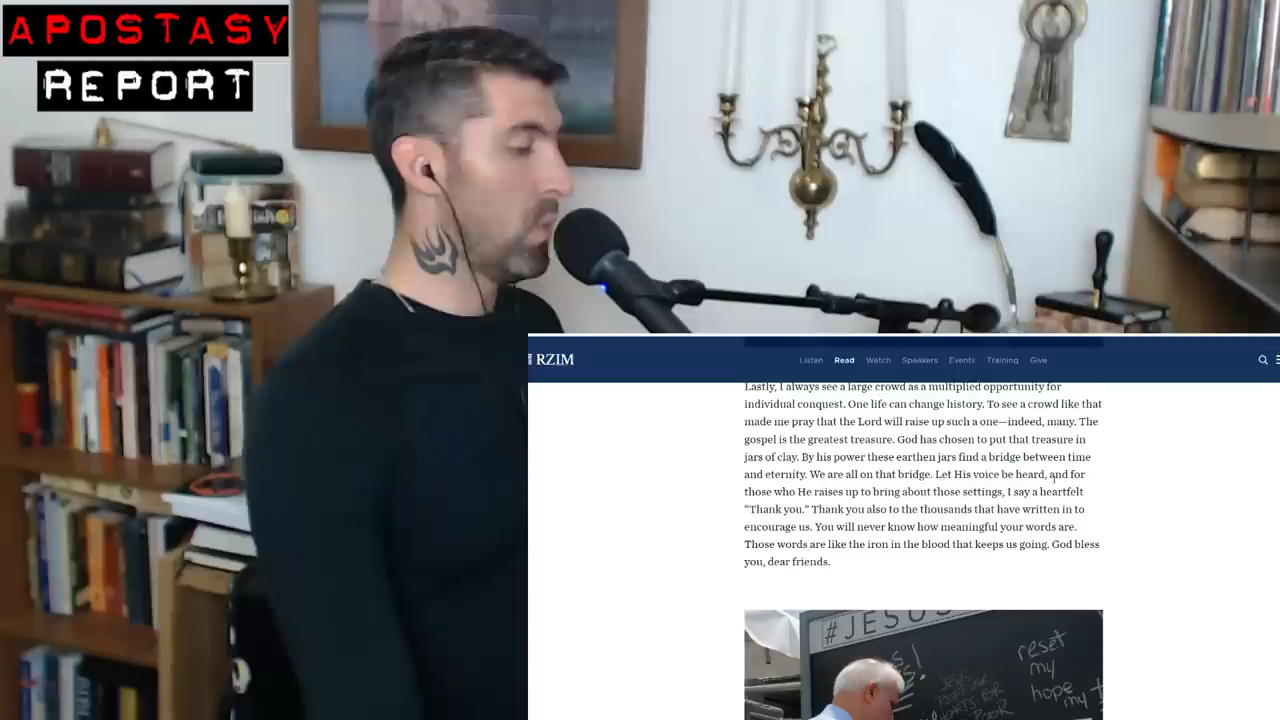 APOSTASY
REPORT
RZIM
Listen Read Watch Speakers Events Training Give
Lastly, I always see a large crowd as a multiplied opportunity for
individual conquest. One life can change history. To see a crowd like that
made me pray that the Lord will raise up such a one—indeed, many. The
gospel is the greatest treasure. God has chosen to put that treasure in
jars of clay. By his power these earthen jars find a bridge between time
and eternity. We are all on that bridge. Let His voice be heard, and for
those who He raises up to bring about those settings, I say a heartfelt
“Thank you.” Thank you also to the thousands that have written in to
encourage us. You will never know how meaningful your words are.
Those words are like the iron in the blood that keeps us going. God bless
you, dear friends.
#JESUS
reset
my
hope
my